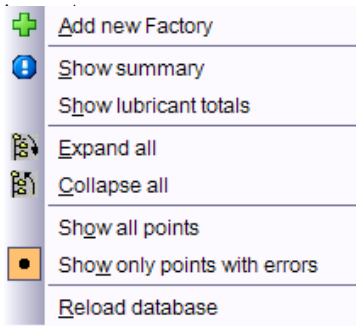 Add new Factory
Show summary
Show lubricant totals
Expand all
Collapse all
Show all points
Show only points with errors
Reload database